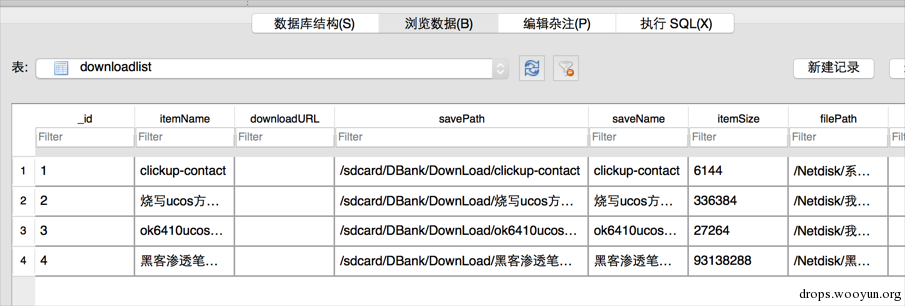 数据库结构(S) 浏览数据(B) 编辑杂注(P) 执行 SQL(X)
表: downloadlist 新建记录
_id itemName downloadURL savePath saveName itemSize filePath
Filter Filter Filter Filter Filter Filter Filter
1 1 clickup-contact /sdcard/DBank/DownLoad/clickup-contact clickup-contact 6144 /Netdisk/系…
2 2 烧写ucos方… /sdcard/DBank/DownLoad/烧写ucos方… 烧写ucos方… 336384 /Netdisk/我…
3 3 ok6410ucos… /sdcard/DBank/DownLoad/ok6410ucos… ok6410ucos… 27264 /Netdisk/我…
4 4 黑客渗透笔… /sdcard/DBank/DownLoad/黑客渗透笔… 黑客渗透笔… 93138288 /Netdisk/黑…
drops.wooyun.org